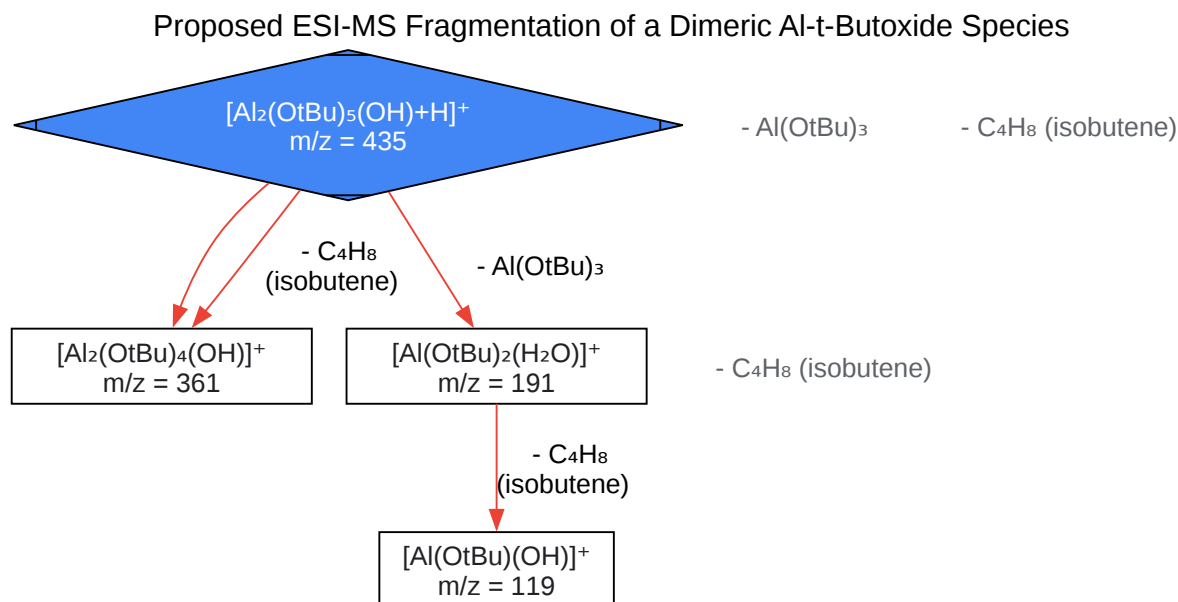 Proposed ESI-MS Fragmentation of a Dimeric Al-t-Butoxide Species
[Al₂(OtBu)₅(OH)+H]⁺
m/z = 435
- Al(OtBu)₃
- C₄H₈ (isobutene)
- C₄H₈
(isobutene)
- Al(OtBu)₃
[Al₂(OtBu)₄(OH)]⁺
m/z = 361
[Al(OtBu)₂(H₂O)]⁺
m/z = 191
- C₄H₈ (isobutene)
- C₄H₈
(isobutene)
[Al(OtBu)(OH)]⁺
m/z = 119